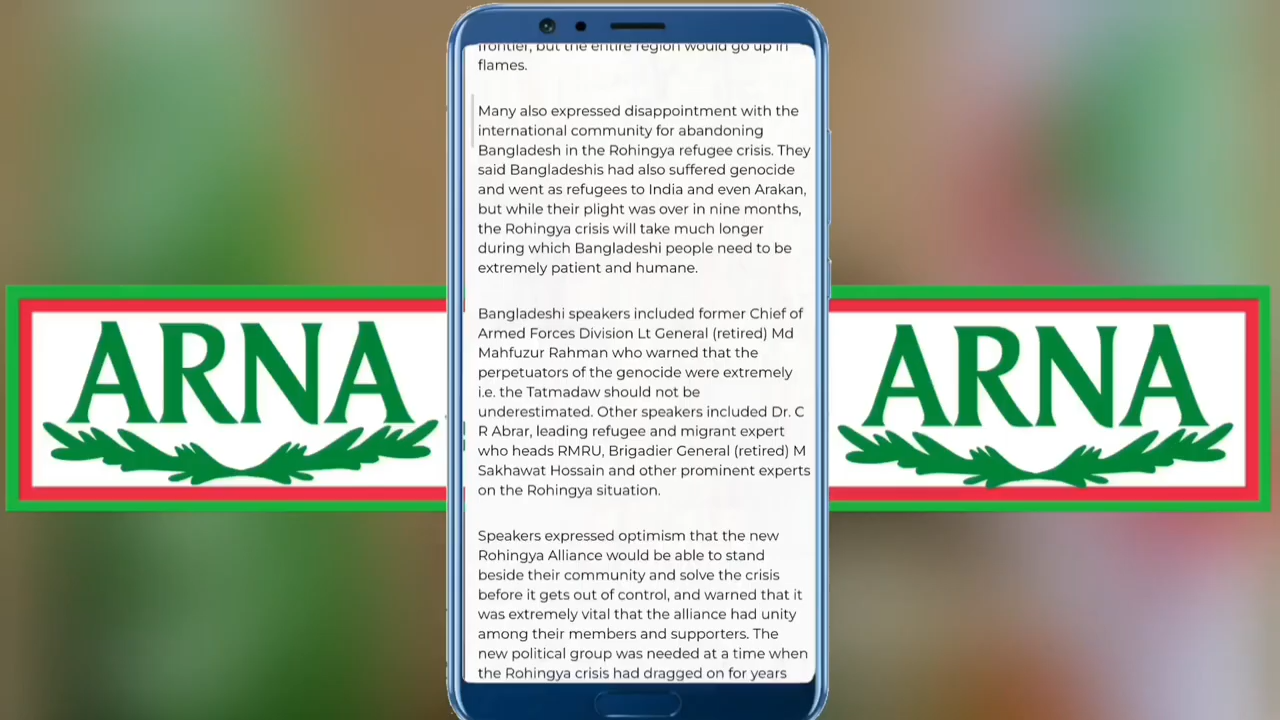 frontier, but the entire region would go up in
flames.
Many also expressed disappointment with the
international community for abandoning
Bangladesh in the Rohingya refugee crisis. They
said Bangladeshis had also suffered genocide
and went as refugees to India and even Arakan,
but while their plight was over in nine months,
the Rohingya crisis will take much longer
during which Bangladeshi people need to be
extremely patient and humane.
Bangladeshi speakers included former Chief of
Armed Forces Division Lt General (retired) Md
Mahfuzur Rahman who warned that the
perpetuators of the genocide were extremely
i.e. the Tatmadaw should not be
underestimated. Other speakers included Dr. C
R Abrar, leading refugee and migrant expert
who heads RMRU, Brigadier General (retired) M
Sakhawat Hossain and other prominent experts
on the Rohingya situation.
Speakers expressed optimism that the new
Rohingya Alliance would be able to stand
beside their community and solve the crisis
before it gets out of control, and warned that it
was extremely vital that the alliance had unity
among their members and supporters. The
new political group was needed at a time when
the Rohingya crisis had dragged on for years
ARNA
ARNA